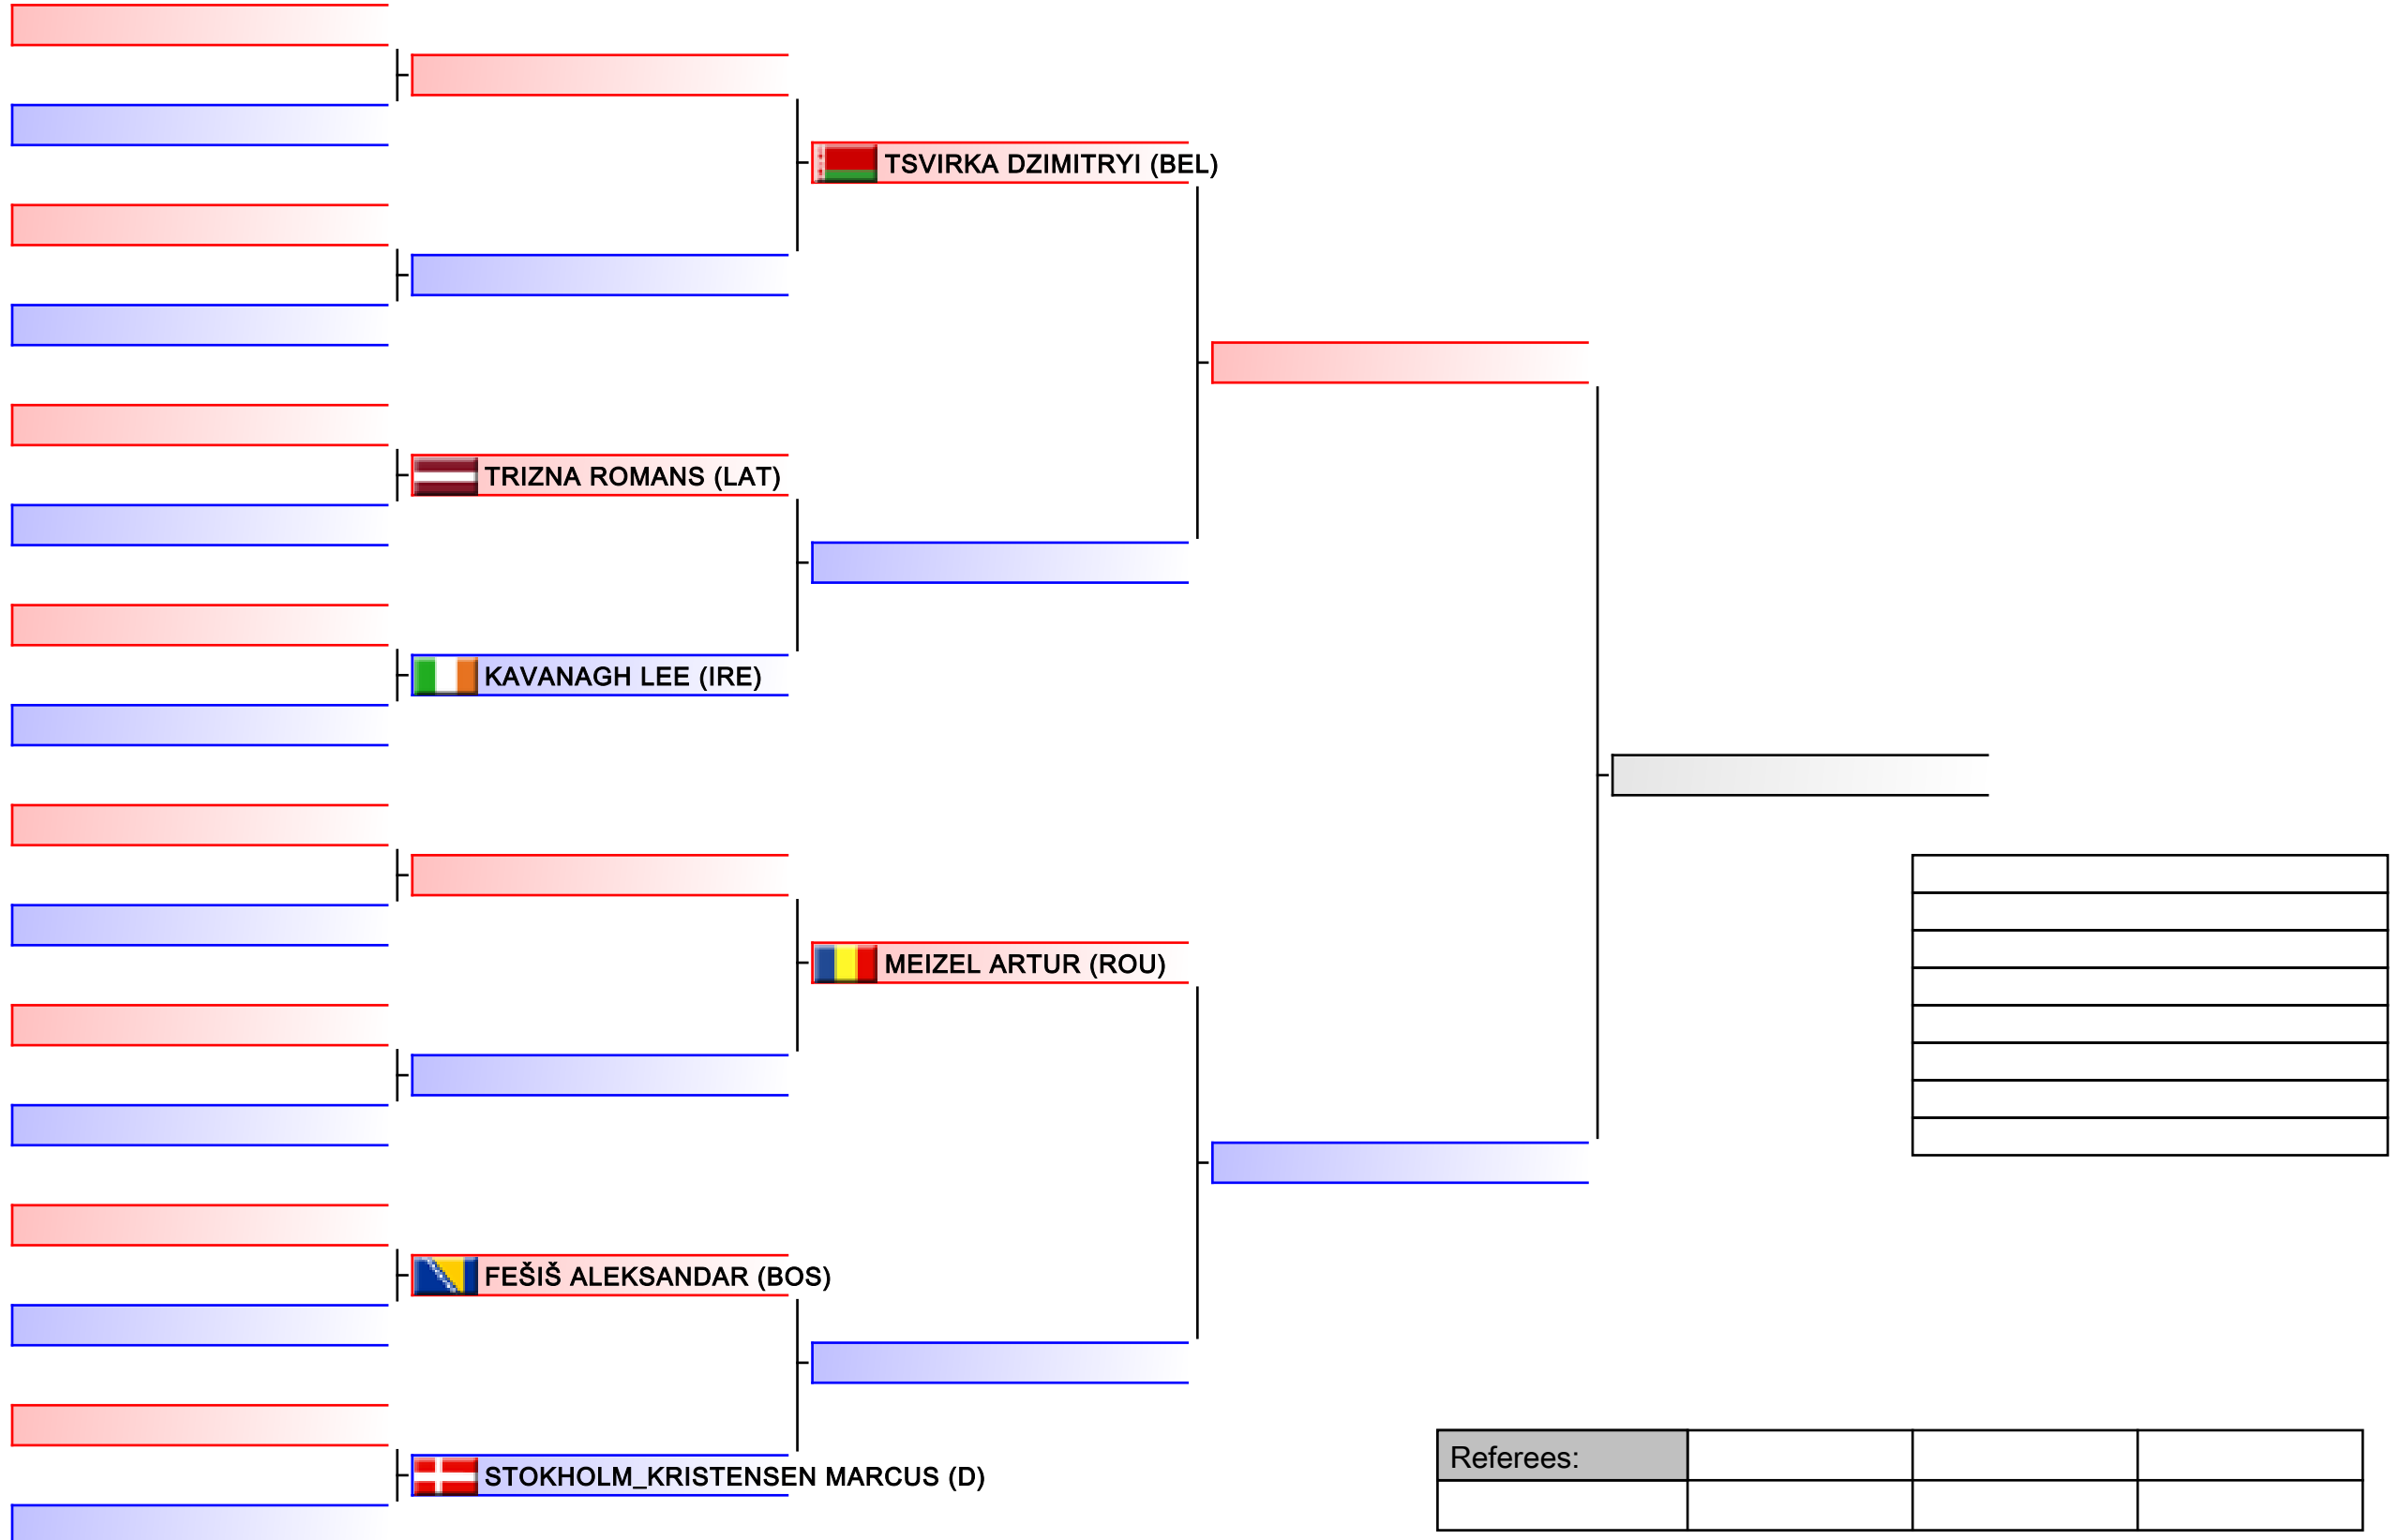 TSVIRKA DZIMITRYI (BEL)
TRIZNA ROMANS (LAT)
KAVANAGH LEE (IRE)
MEIZEL ARTUR (ROU)
FEŠIŠ ALEKSANDAR (BOS)
STOKHOLM_KRISTENSEN MARCUS (D)
Referees: